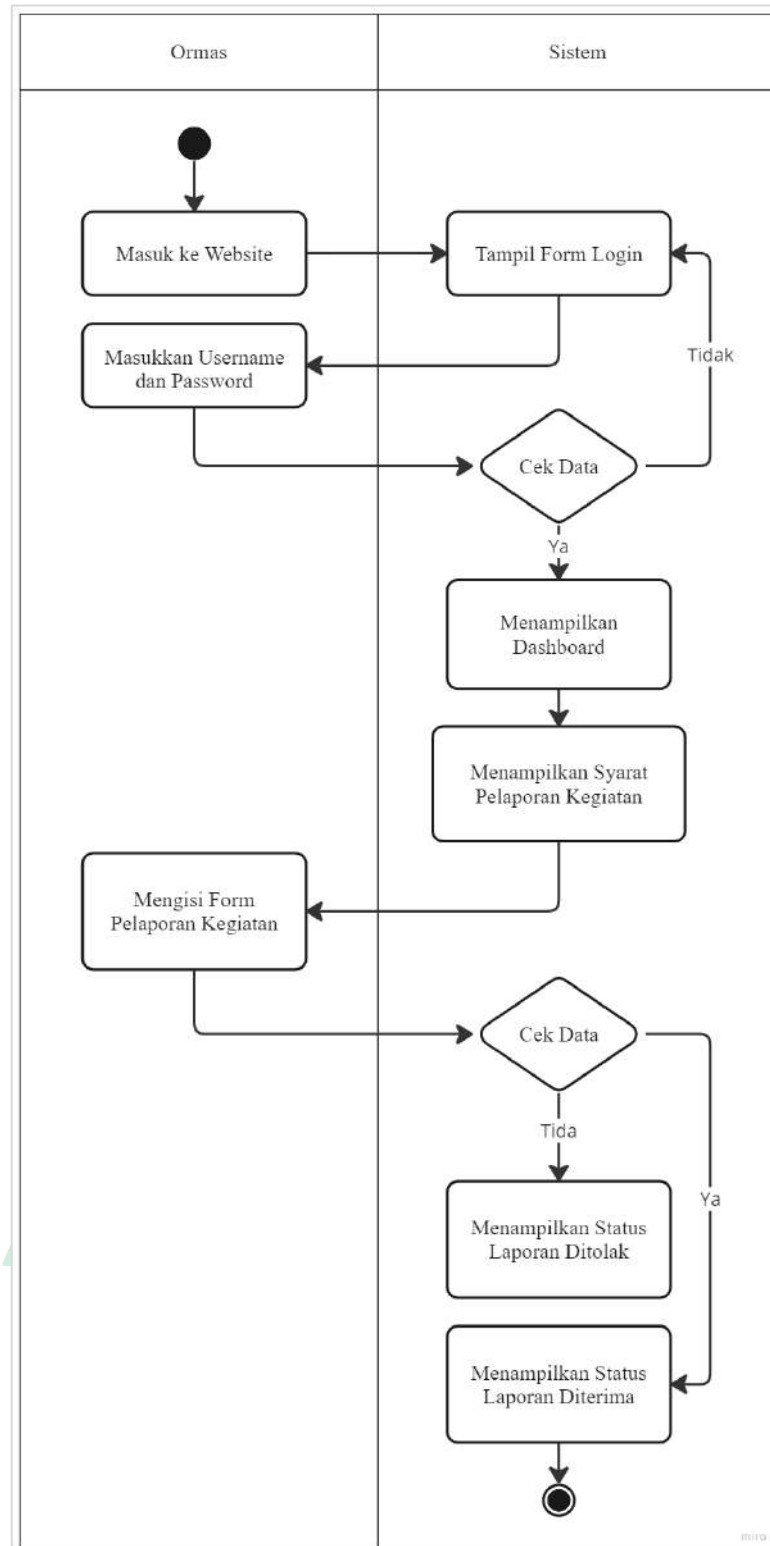 Ormas
Sistem
Masuk ke Website
Tampil Form Login
Masukkan Username
dan Password
Tidak
Cek Data
Ya
Menampilkan
Dashboard
Menampilkan Syarat
Pelaporan Kegiatan
Mengisi Form
Pelaporan Kegiatan
Cek Data
Tida
Ya
Menampilkan Status
Laporan Ditolak
Menampilkan Status
Laporan Diterima
miro